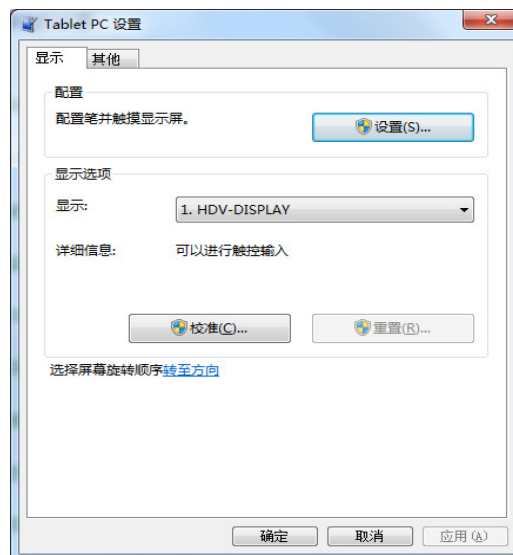 Tablet PC 设置
显示 其他
配置
配置笔并触摸显示屏。
设置(S)...
显示选项
显示: 1. HDV-DISPLAY
详细信息: 可以进行触控输入
校准(C)... 重置(R)...
选择屏幕旋转顺序转至方向
确定 取消 应用(A)